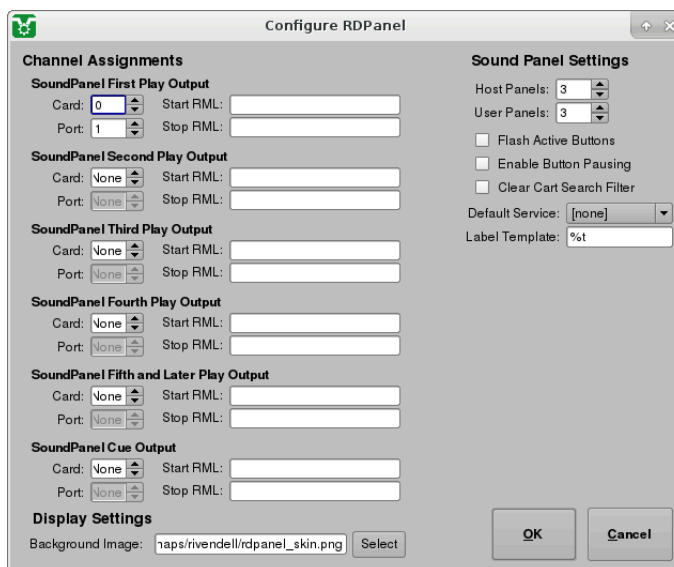 Configure RDPanel
Channel Assignments
SoundPanel First Play Output
Card: 0 Start RML:
Port: 1 Stop RML:
SoundPanel Second Play Output
Card: None Start RML:
Port: None Stop RML:
SoundPanel Third Play Output
Card: None Start RML:
Port: None Stop RML:
SoundPanel Fourth Play Output
Card: None Start RML:
Port: None Stop RML:
SoundPanel Fifth and Later Play Output
Card: None Start RML:
Port: None Stop RML:
SoundPanel Cue Output
Card: None Start RML:
Port: None Stop RML:
Display Settings
Background Image: maps/rivendell/rdpanel_skin.png Select
Sound Panel Settings
Host Panels: 3
User Panels: 3
Flash Active Buttons
Enable Button Pausing
Clear Cart Search Filter
Default Service: [none]
Label Template: %t
OK Cancel